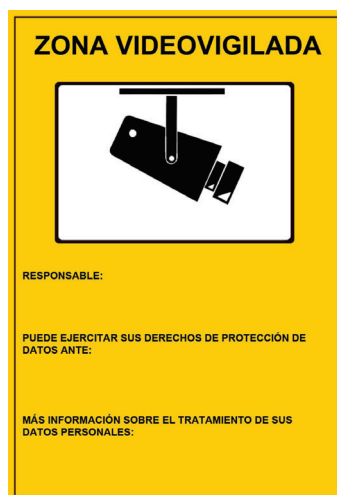 ZONA VIDEOVIGILADA
RESPONSABLE:
PUEDE EJERCITAR SUS DERECHOS DE PROTECCIÓN DE
DATOS ANTE:
MÁS INFORMACIÓN SOBRE EL TRATAMIENTO DE SUS
DATOS PERSONALES: